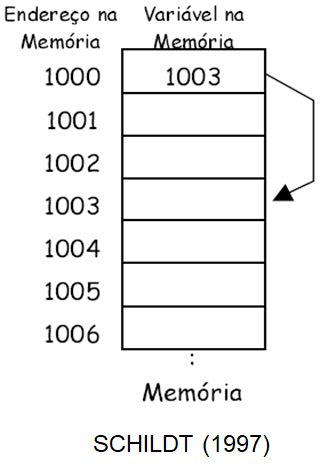 Endereço na Variável na
Memória Memória
1000 1003
1001
1002
1003
1004
1005
1006
⋮
Memória
SCHILDT (1997)